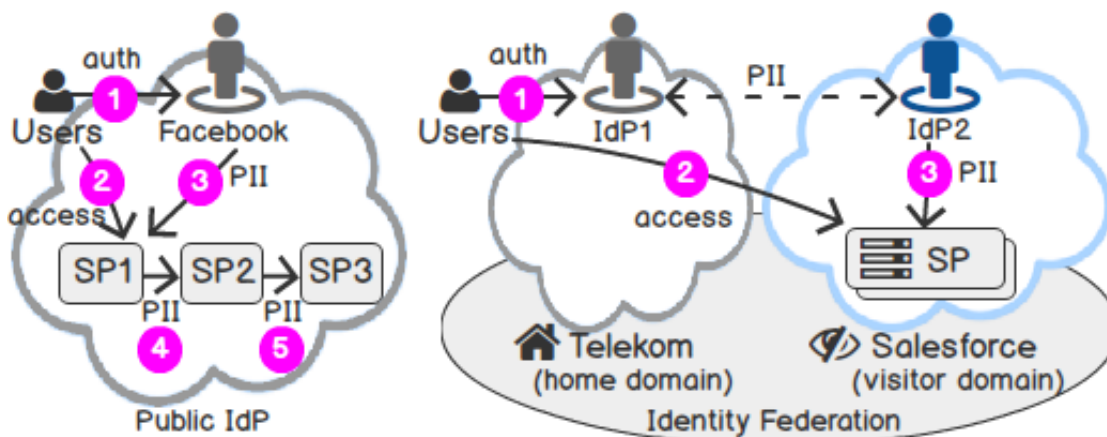 auth
1
Users
Facebook
2
3
PII
access
SP1
SP2
SP3
PII
PII
4
5
Public IdP
auth
1
PII
Users
IdP1
IdP2
2
3
PII
access
SP
Telekom
Salesforce
(home domain)
(visitor domain)
Identity Federation